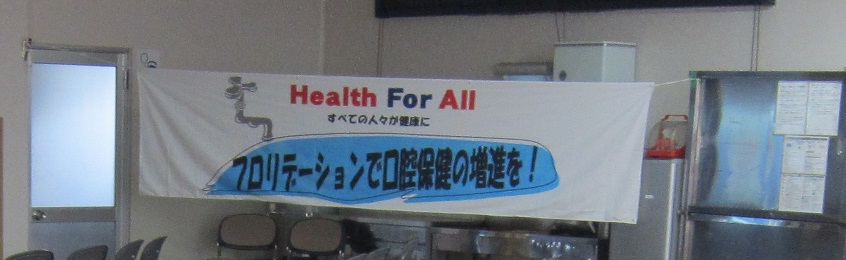 Health For All
すべての人々が健康に
フロリデーションで口腔保健の増進を！